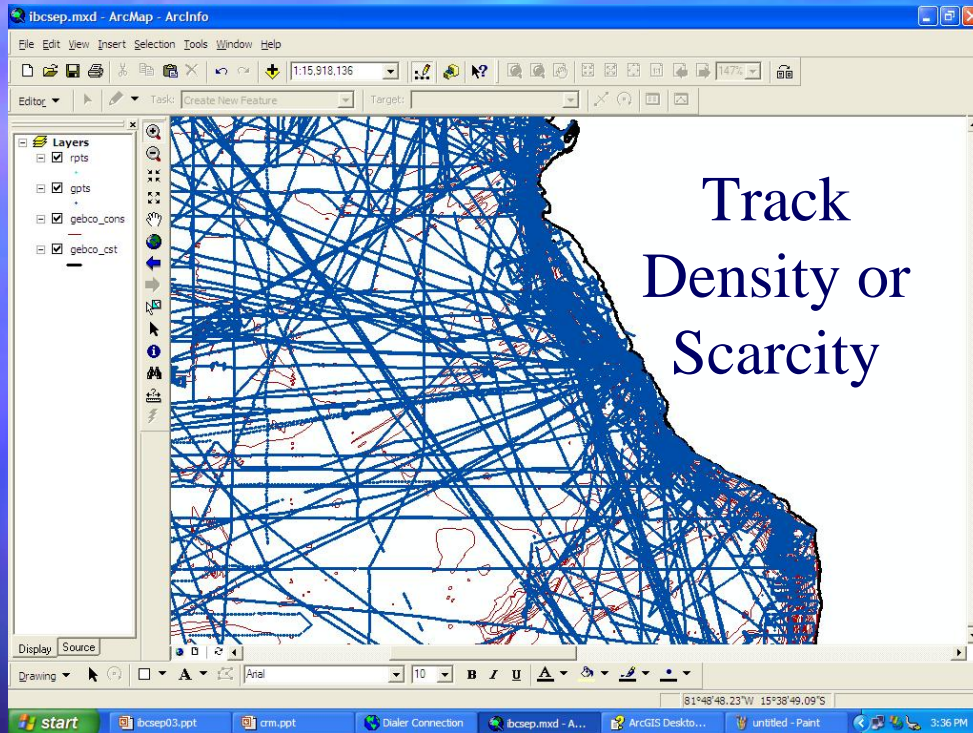 ibcsep.mxd - ArcMap - ArcInfo
File Edit View Insert Selection Tools Window Help
1:15,918,136
147%
Editor Task: Create New Feature Target:
Layers
rpts
gpts
gebco_cons
gebco_cst
Track
Density or
Scarcity
Display Source
Drawing A Arial 10 B I U A
81°48'48.23"W 15°38'49.09"S
start ibcsep03.ppt crm.ppt Dialer Connection ibcsep.mxd - A... ArcGIS Deskto... untitled - Paint 3:36 PM